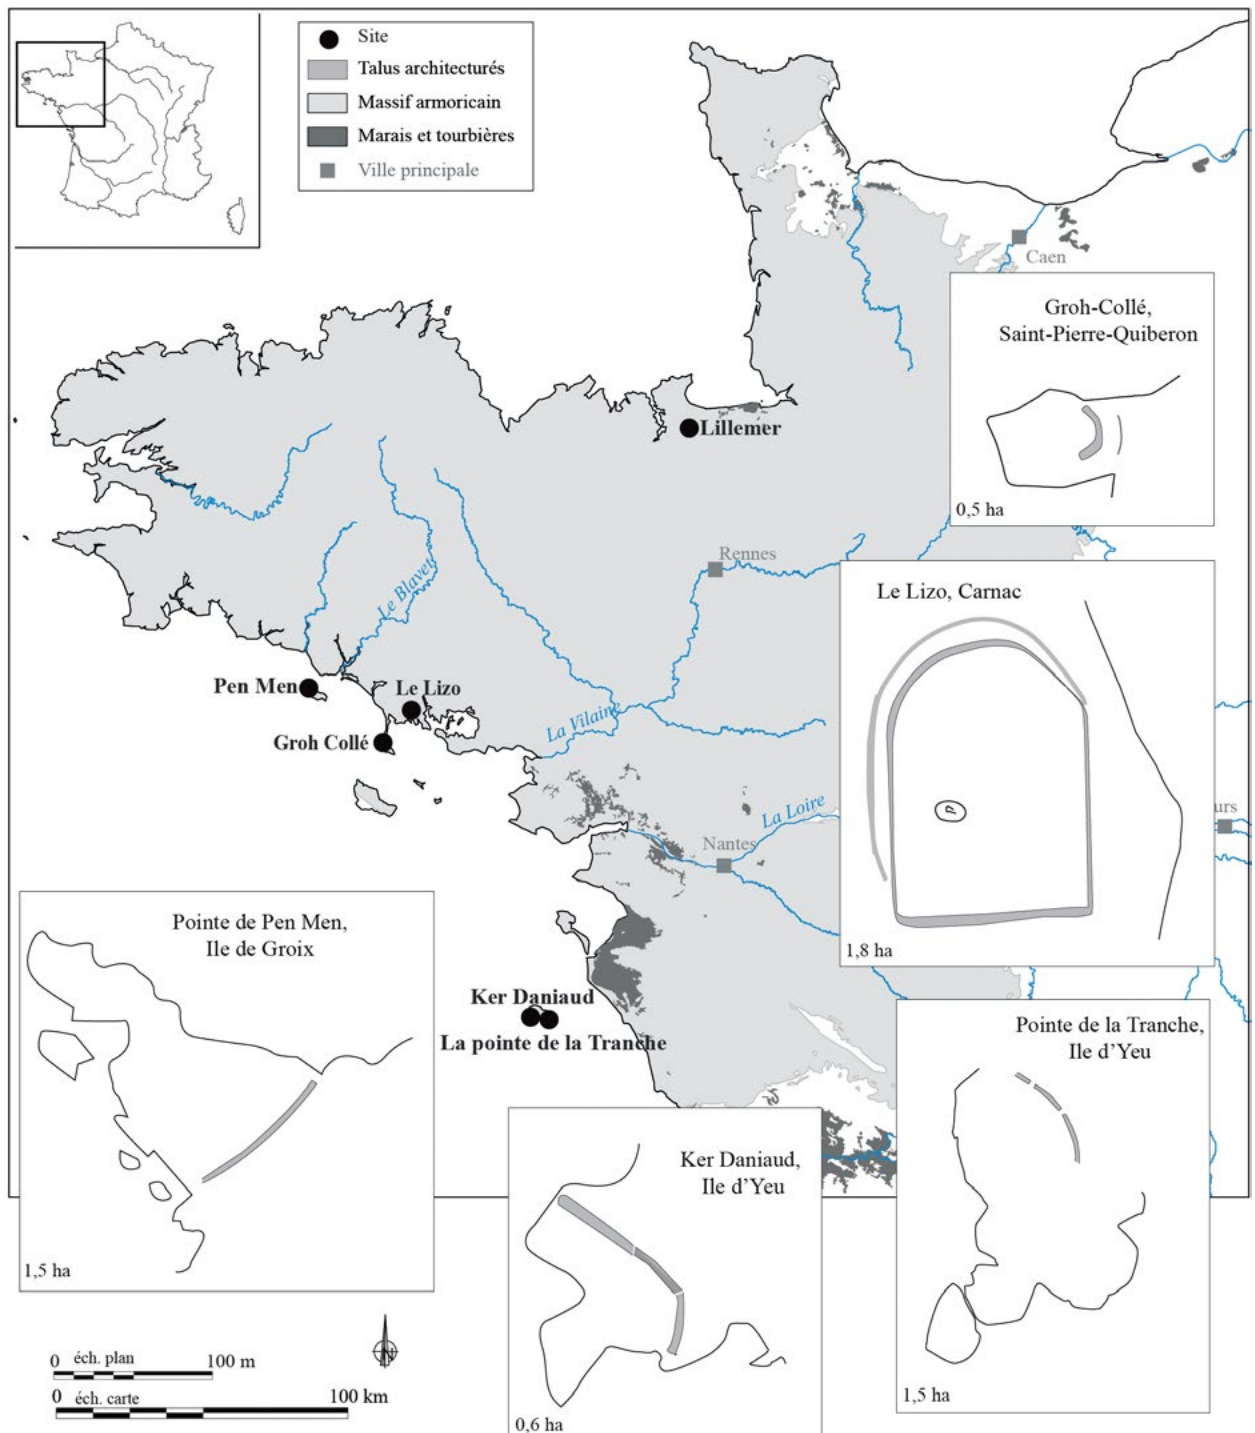 Site
Talus architecturés
Massif armoricain
Marais et tourbières
Ville principale
Caen
Groh-Collé,
Saint-Pierre-Quiberon
0,5 ha
Lillemer
Rennes
Le Blavet
Le Lizo, Carnac
1,8 ha
Pen Men
Le Lizo
La Vilaine
Groh Collé
La Loire
Nantes
urs
Pointe de Pen Men,
Ile de Groix
1,5 ha
Ker Daniaud
La pointe de la Tranche
Pointe de la Tranche,
Ile d'Yeu
1,5 ha
Ker Daniaud,
Ile d'Yeu
0,6 ha
0 éch. plan 100 m
0 éch. carte 100 km
N